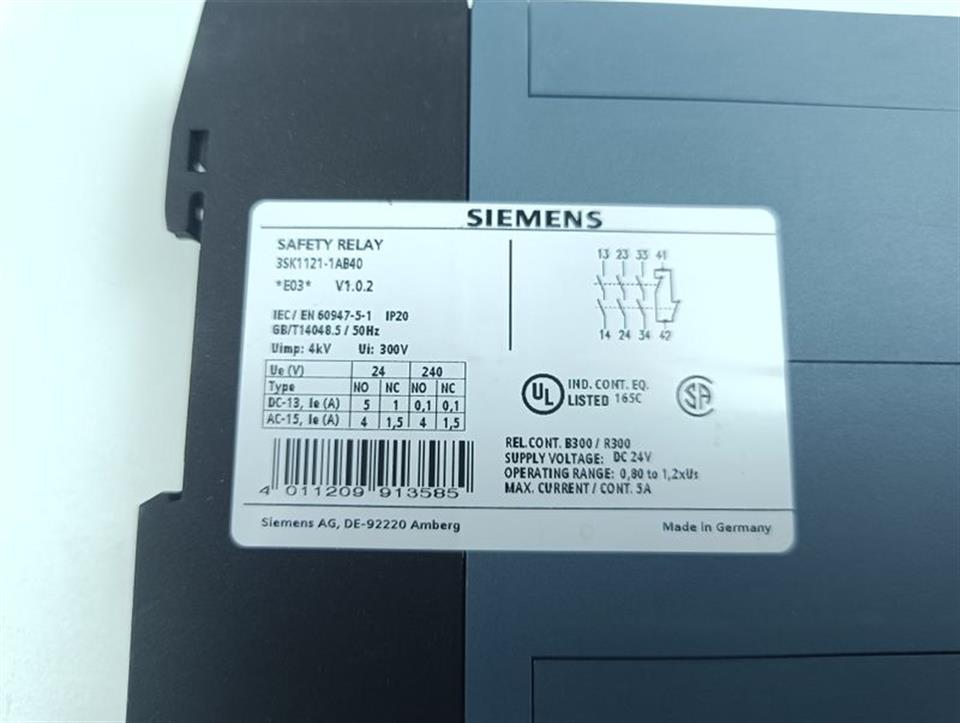 SIEMENS
SAFETY RELAY
3SK1121-1AB40
*E03* V1.0.2
IEC/ EN 60947-5-1 IP20
GB/T14048.5 / 50Hz
Uimp: 4kV Ui: 300V
Ue (V) 24 240
Type NO NC NO NC
DC-13, Ie (A) 5 1 0,1 0,1
AC-15, Ie (A) 4 1,5 4 1,5
4 011209 913585
13 23 33 41
14 24 34 42
UL IND. CONT. EQ.
LISTED 165C
SA
REL.CONT. B300 / R300
SUPPLY VOLTAGE: DC 24V
OPERATING RANGE: 0,80 to 1,2xUs
MAX. CURRENT / CONT. 5A
Siemens AG, DE-92220 Amberg
Made in Germany